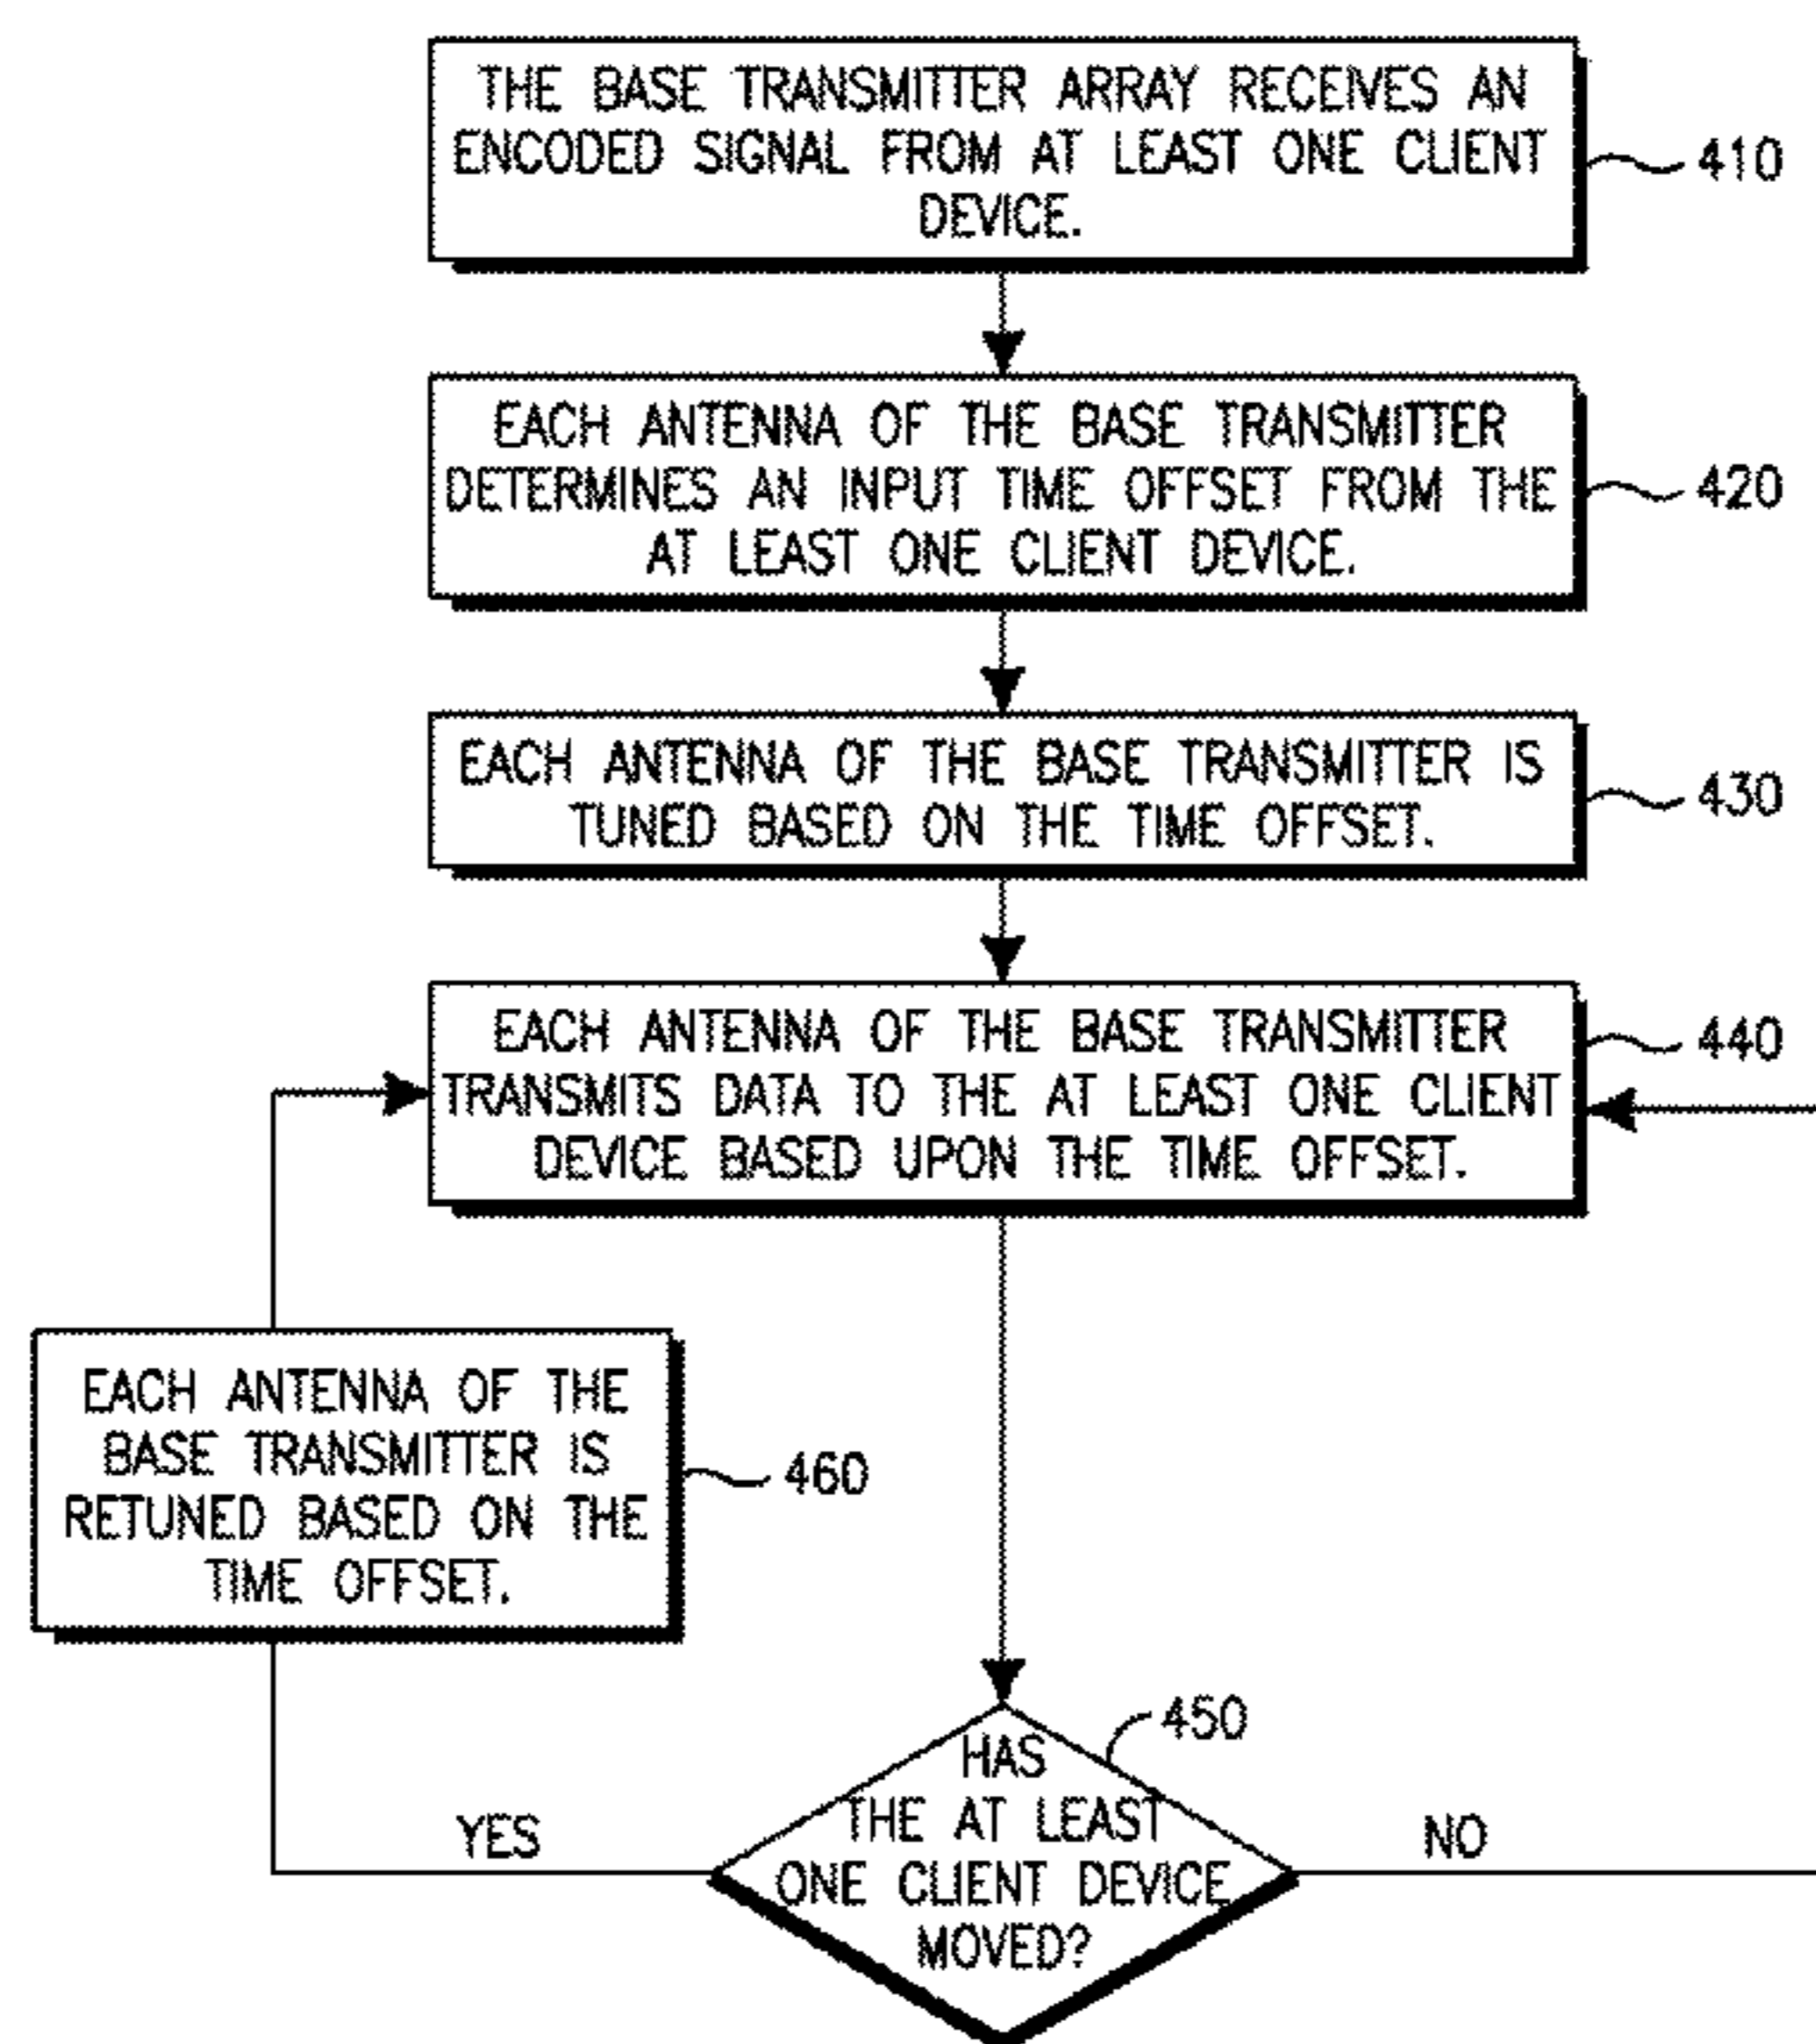 THE BASE TRANSMITTER ARRAY RECEIVES AN
ENCODED SIGNAL FROM AT LEAST ONE CLIENT
DEVICE.
410
EACH ANTENNA OF THE BASE TRANSMITTER
DETERMINES AN INPUT TIME OFFSET FROM THE
AT LEAST ONE CLIENT DEVICE.
420
EACH ANTENNA OF THE BASE TRANSMITTER IS
TUNED BASED ON THE TIME OFFSET.
430
EACH ANTENNA OF THE BASE TRANSMITTER
TRANSMITS DATA TO THE AT LEAST ONE CLIENT
DEVICE BASED UPON THE TIME OFFSET.
440
EACH ANTENNA OF THE
BASE TRANSMITTER IS
RETUNED BASED ON THE
TIME OFFSET.
460
HAS
THE AT LEAST
ONE CLIENT DEVICE
MOVED?
450
YES
NO